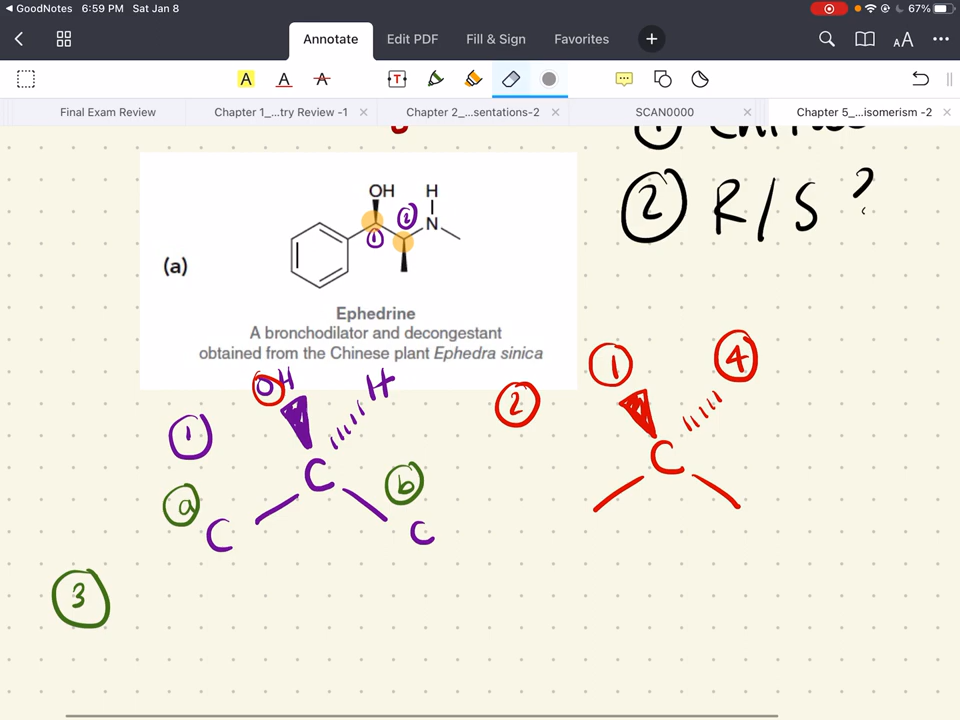 GoodNotes 6:59 PM Sat Jan 8 67%
Annotate Edit PDF Fill & Sign Favorites
AA
A A A T
Final Exam Review Chapter 1_...try Review -1 Chapter 2_...sentations-2 SCAN0000 Chapter 5_...isomerism -2
1
2 R/S ?
OH H
N
1 2
(a)
Ephedrine
A bronchodilator and decongestant
obtained from the Chinese plant Ephedra sinica
1 OH H
C
a C b C
2 1 4
C
3